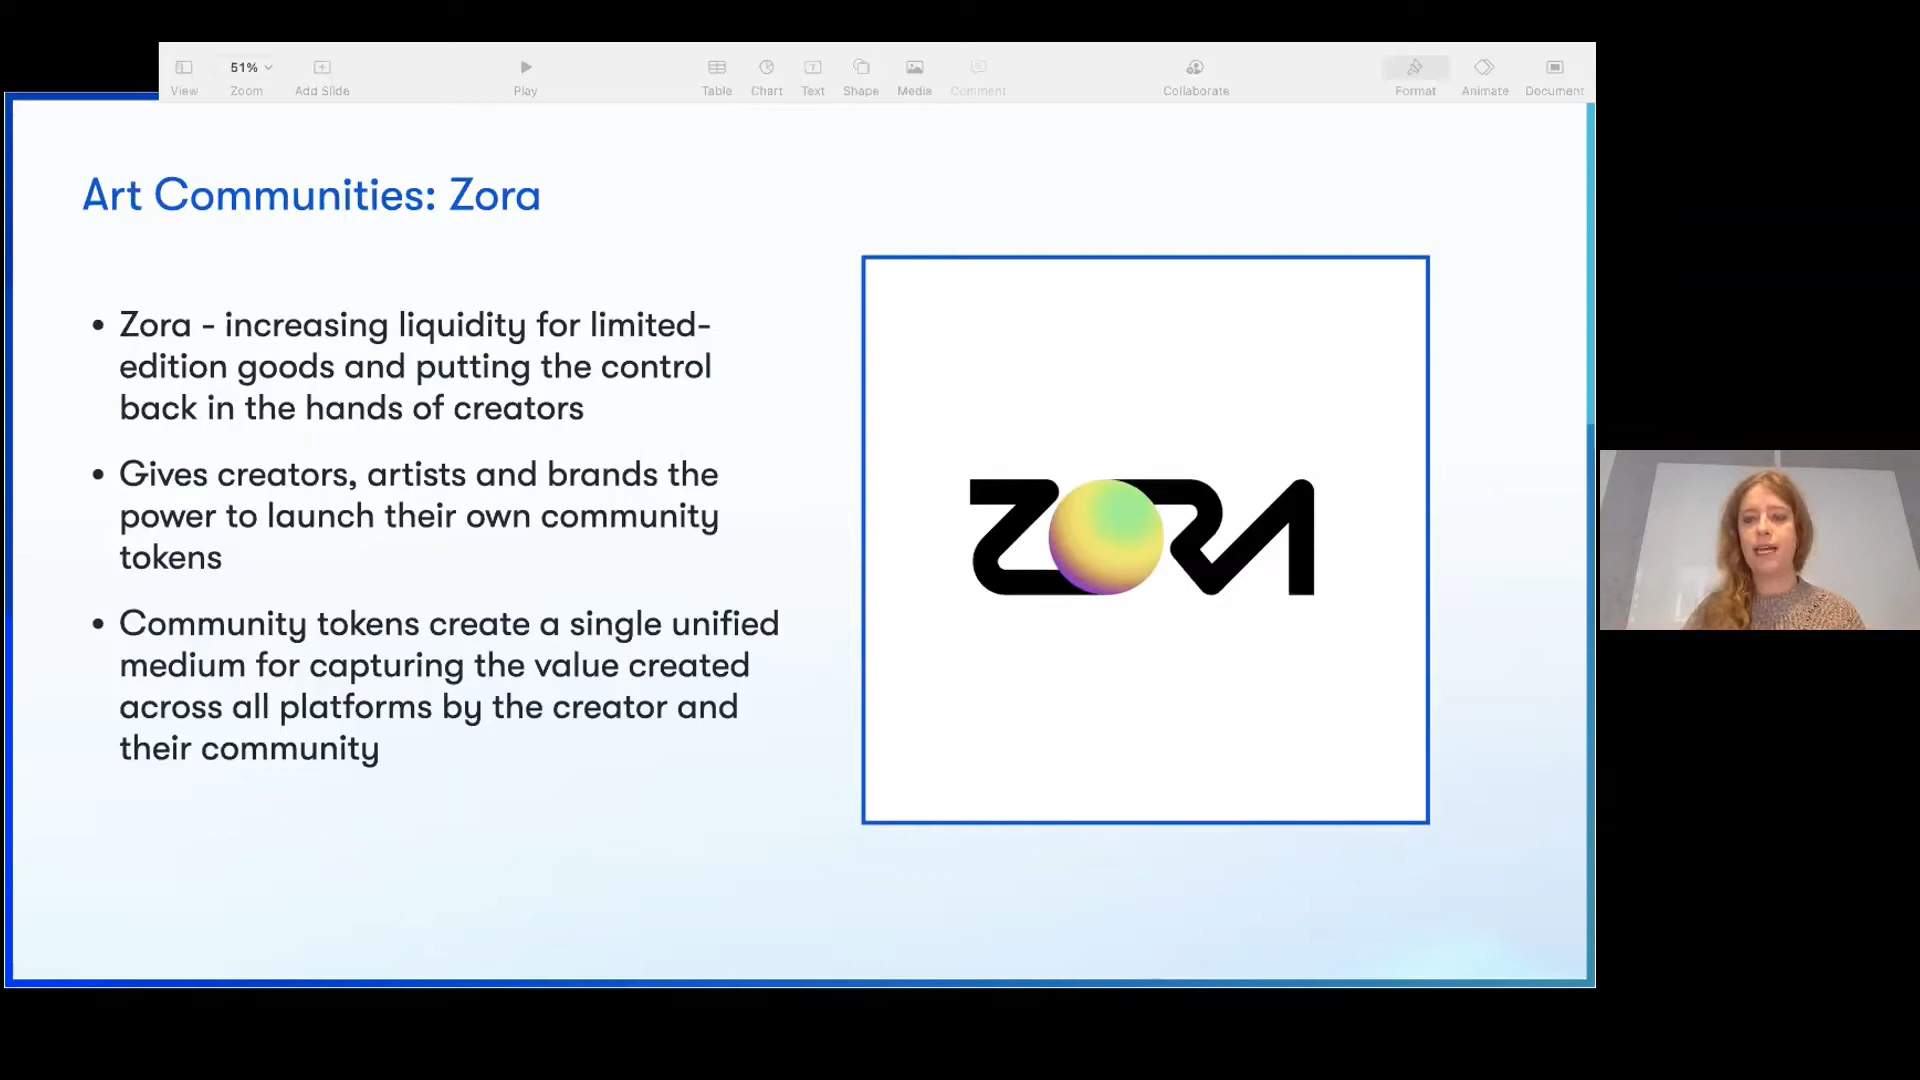 View
51%
Zoom
Add Slide
Play
Table
Chart
Text
Shape
Media
Comment
Collaborate
Format
Animate
Document
Art Communities: Zora
• Zora - increasing liquidity for limited-
edition goods and putting the control
back in the hands of creators
• Gives creators, artists and brands the
power to launch their own community
tokens
• Community tokens create a single unified
medium for capturing the value created
across all platforms by the creator and
their community
ZORA